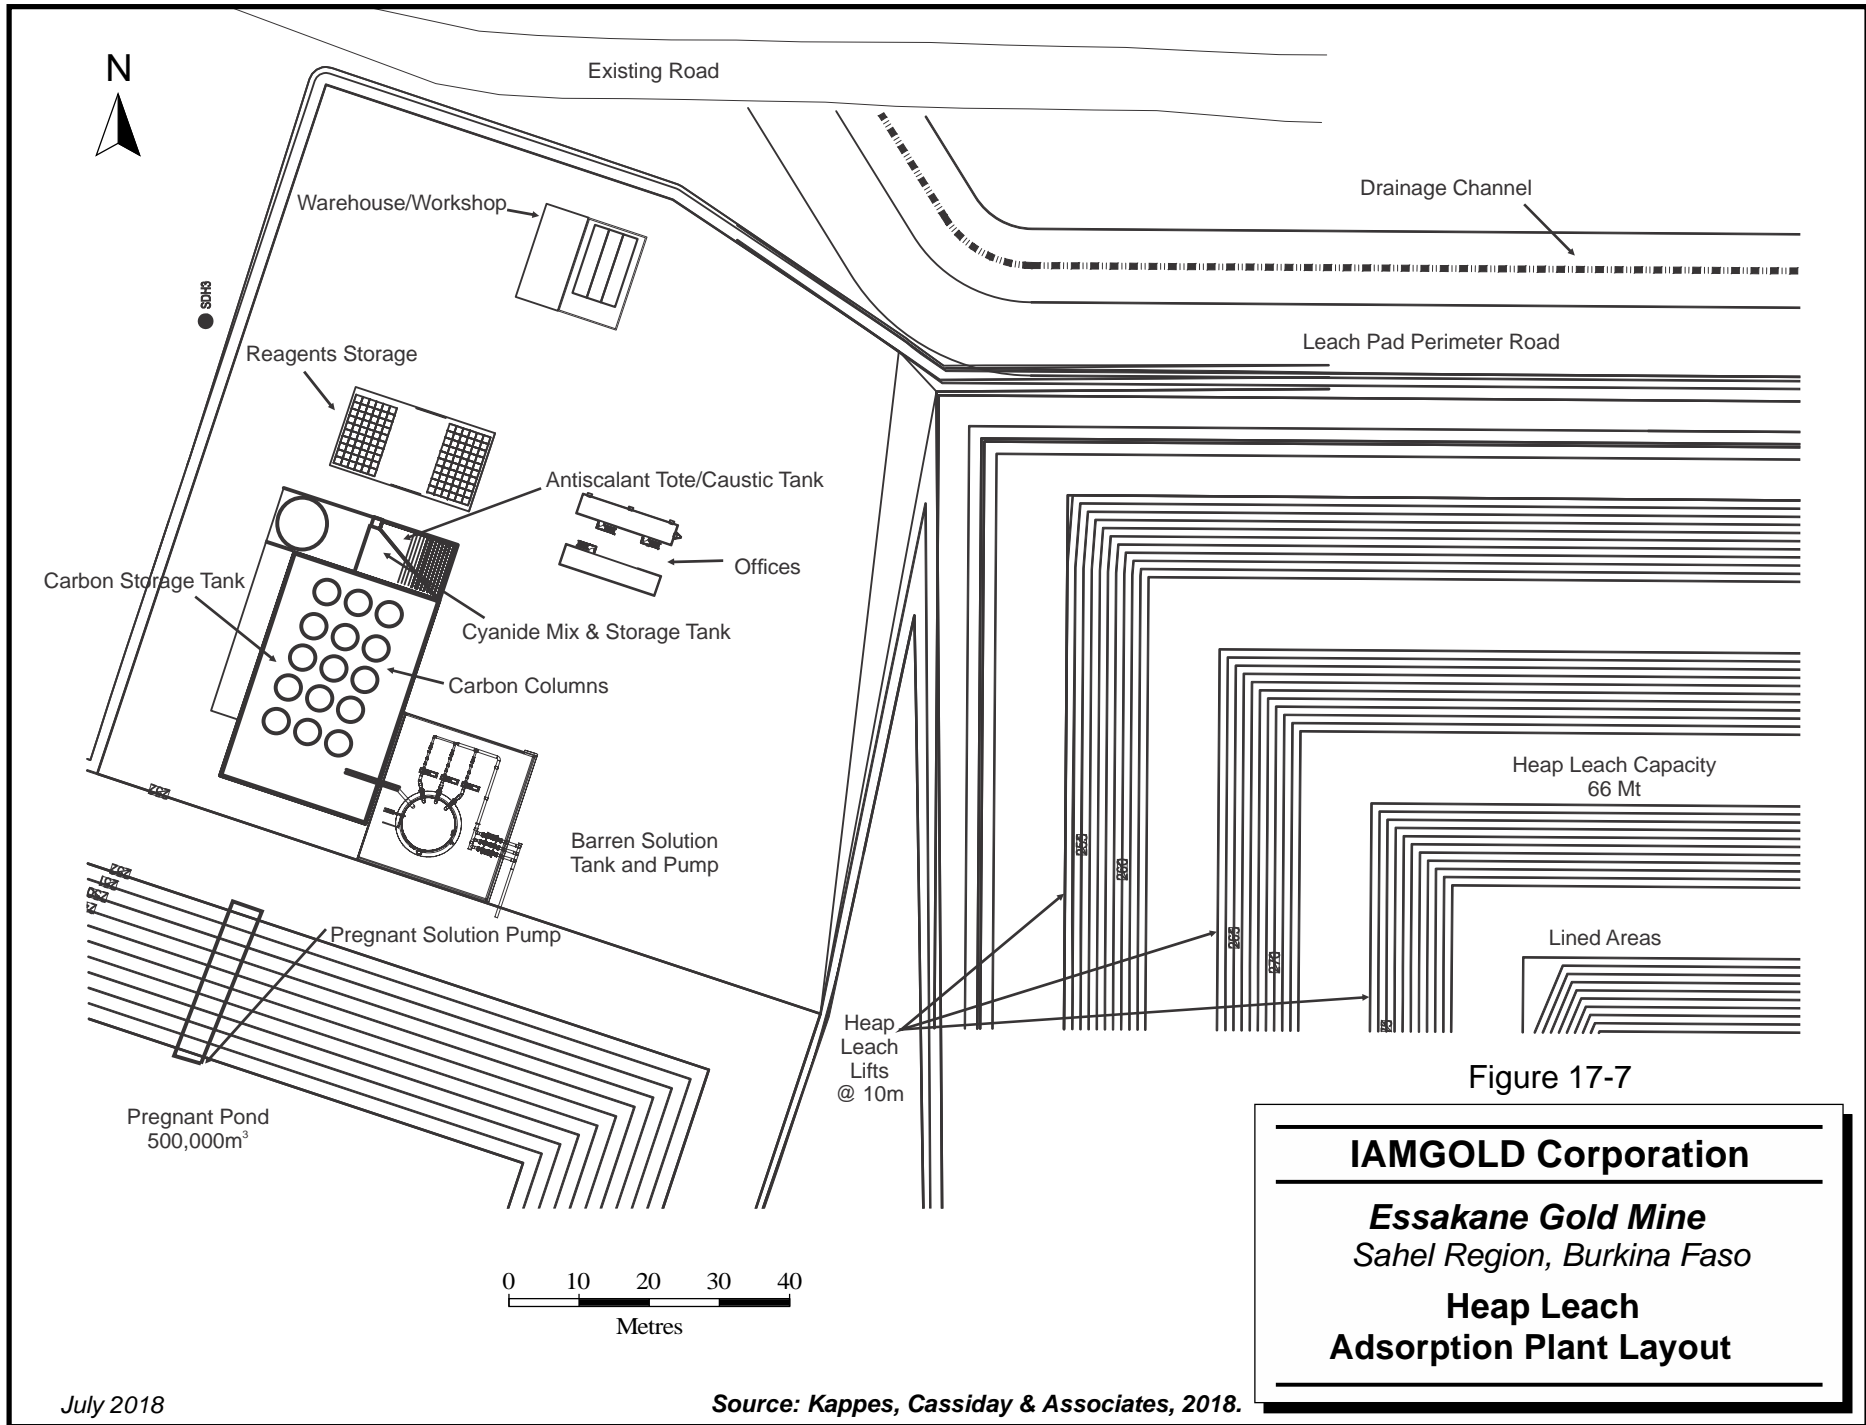 N
Existing Road
Drainage Channel
Warehouse/Workshop
SDH3
Leach Pad Perimeter Road
Reagents Storage
Antiscalant Tote/Caustic Tank
Offices
Carbon Storage Tank
Cyanide Mix & Storage Tank
Carbon Columns
Heap Leach Capacity
66 Mt
Barren Solution
Tank and Pump
255
260
Pregnant Solution Pump
265
270
Lined Areas
Heap
Leach
Lifts
@ 10m
Pregnant Pond
500,000m³
Figure 17-7
IAMGOLD Corporation
Essakane Gold Mine
Sahel Region, Burkina Faso
Heap Leach
Adsorption Plant Layout
0 10 20 30 40
Metres
July 2018
Source: Kappes, Cassiday & Associates, 2018.